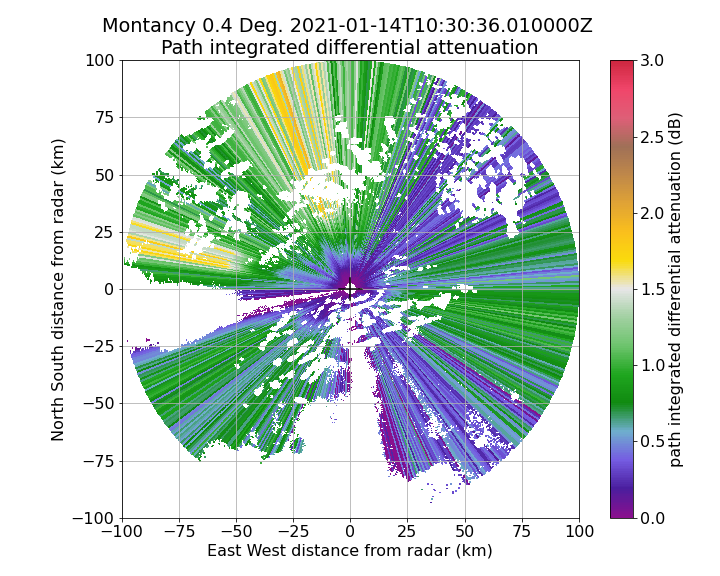 Montancy 0.4 Deg. 2021-01-14T10:30:36.010000Z
Path integrated differential attenuation
100
75
50
25
0
−25
−50
−75
−100
North South distance from radar (km)
−100 −75 −50 −25 0 25 50 75 100
East West distance from radar (km)
3.0
2.5
2.0
1.5
1.0
0.5
0.0
path integrated differential attenuation (dB)